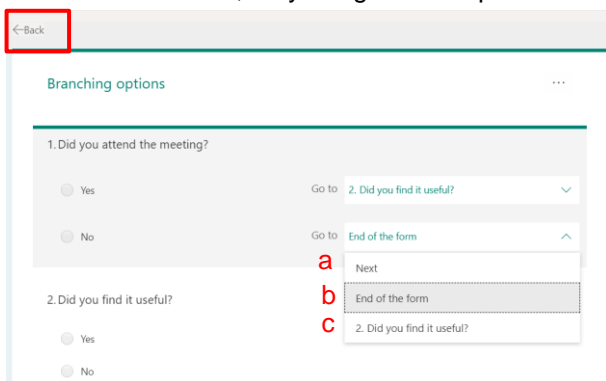 ←Back
Branching options
...
1. Did you attend the meeting?
Yes Go to 2. Did you find it useful?
No Go to End of the form
a Next
b End of the form
c 2. Did you find it useful?
2. Did you find it useful?
Yes
No